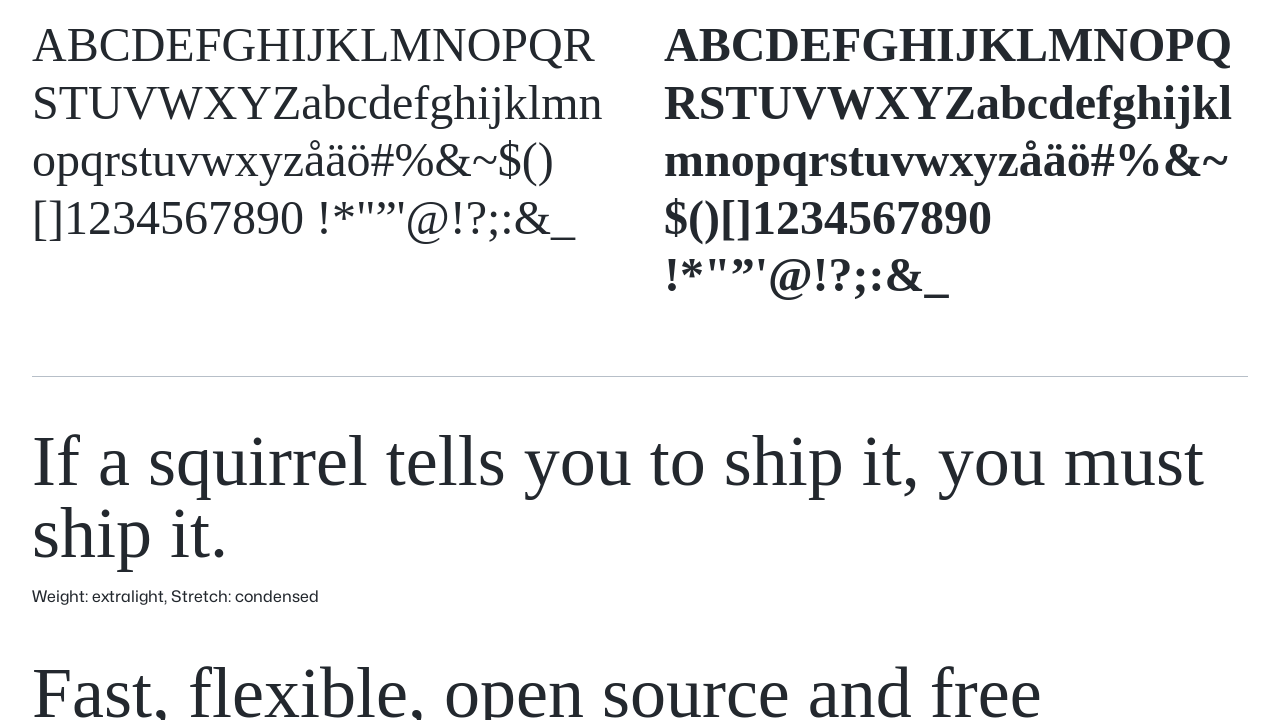 ABCDEFGHIJKLMNOPQR
STUVWXYZabcdefghijklmn
opqrstuvwxyzåäö#%&~$()
[]1234567890 !*"”'@!?;:&_
ABCDEFGHIJKLMNOPQ
RSTUVWXYZabcdefghijkl
mnopqrstuvwxyzåäö#%&~
$()[]1234567890
!*"”'@!?;:&_
If a squirrel tells you to ship it, you must
ship it.
Weight: extralight, Stretch: condensed
Fast, flexible, open source and free